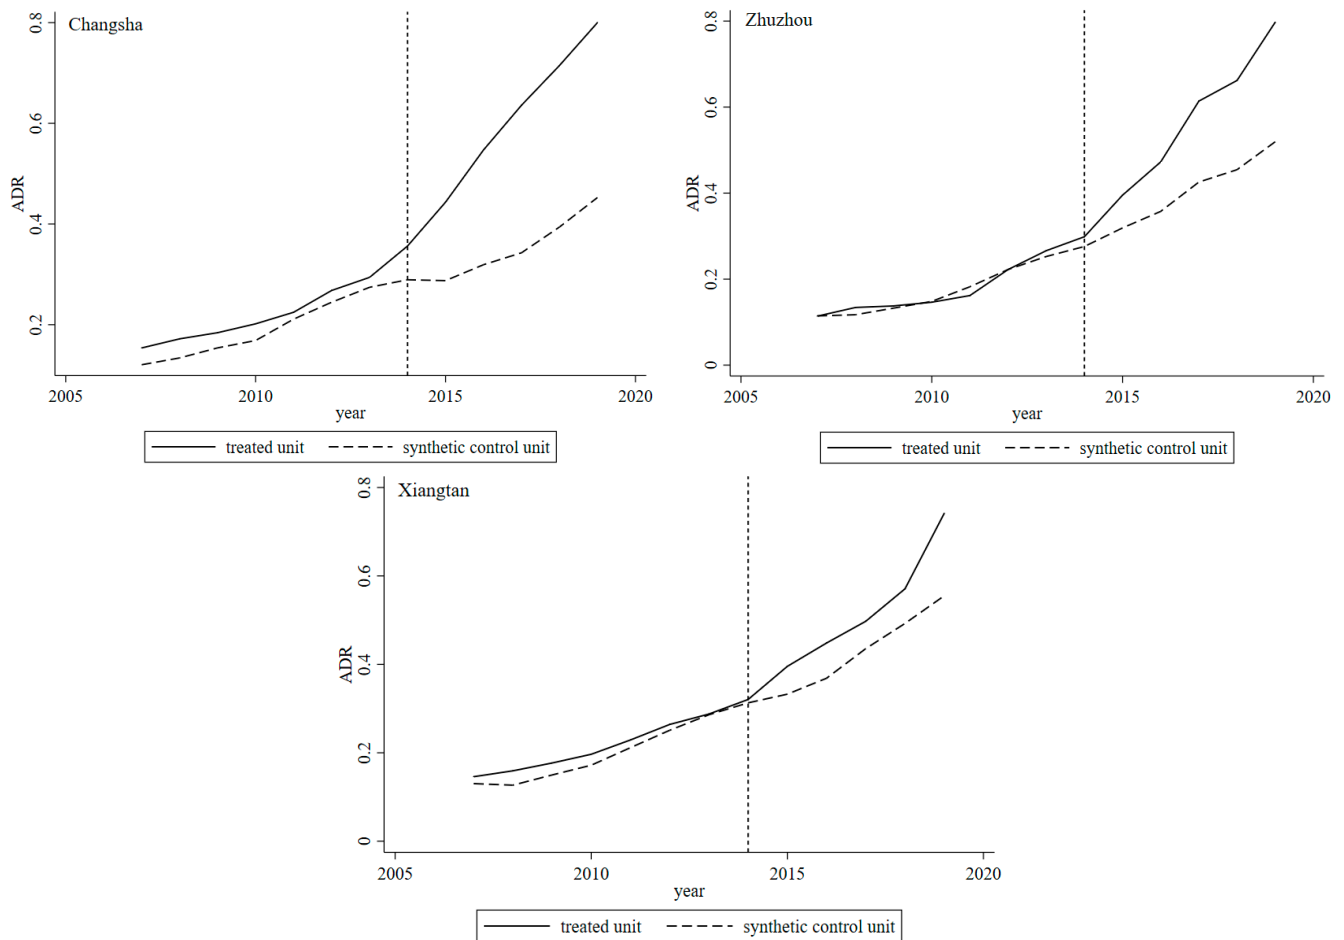 Changsha
0.8
0.6
0.4
0.2
ADR
2005 2010 2015 2020
year
treated unit synthetic control unit
Zhuzhou
0.8
0.6
0.4
0.2
0
ADR
2005 2010 2015 2020
year
treated unit synthetic control unit
Xiangtan
0.8
0.6
0.4
0.2
0
ADR
2005 2010 2015 2020
year
treated unit synthetic control unit